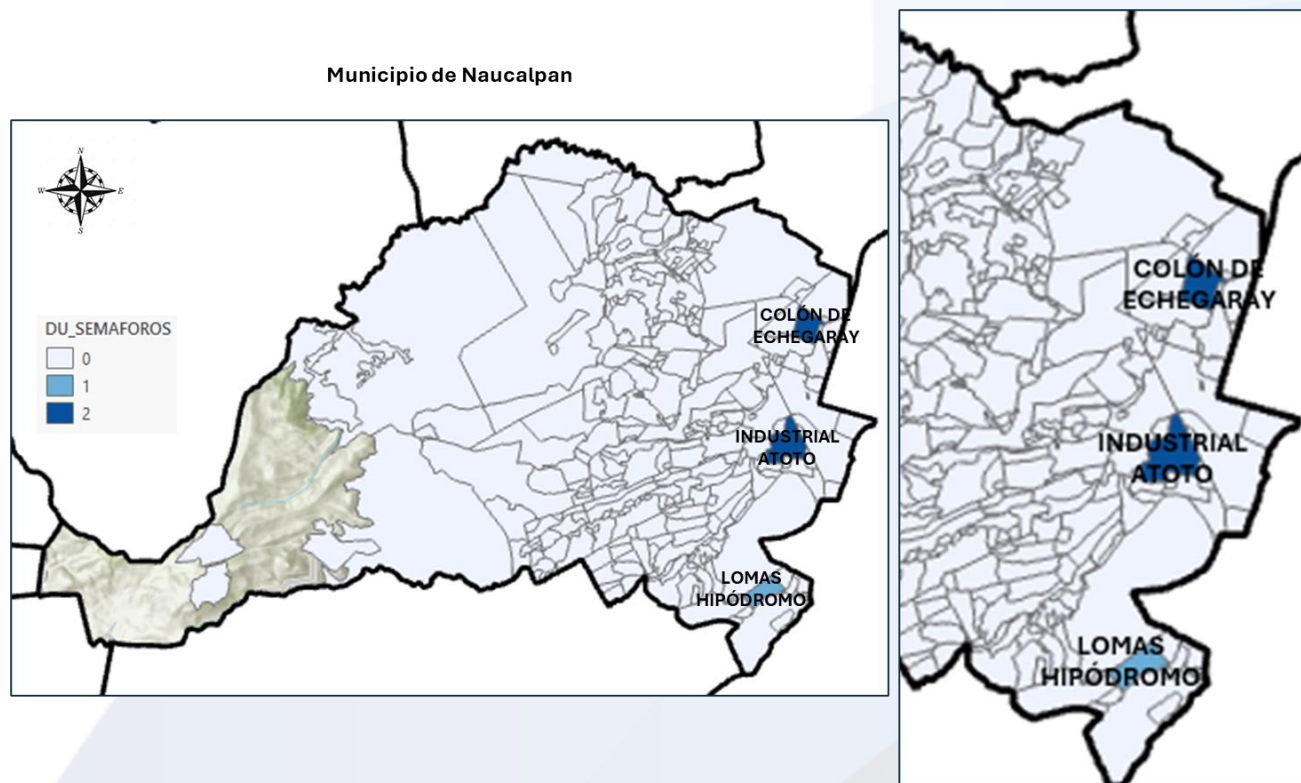 Municipio de Naucalpan
N
W
E
S
DU_SEMAFOROS
0
1
2
COLÓN DE
ECHEGARAY
INDUSTRIAL
ATOTO
LOMAS
HIPÓDROMO
COLÓN DE
ECHEGARAY
INDUSTRIAL
ATOTO
LOMAS
HIPÓDROMO